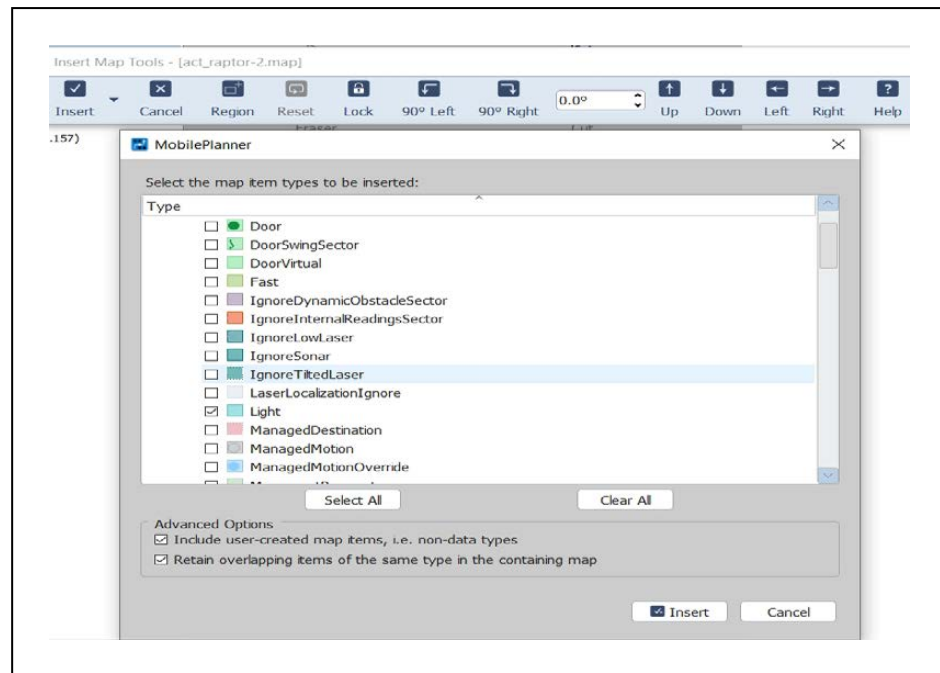 Insert Map Tools - [act_raptor-2.map]
Insert Cancel Region Reset Lock 90º Left 90º Right 0.0º Up Down Left Right Help
Eraser Cut
.157)
MobilePlanner
Select the map item types to be inserted:
Type
Door
DoorSwingSector
DoorVirtual
Fast
IgnoreDynamicObstacleSector
IgnoreInternalReadingsSector
IgnoreLowLaser
IgnoreSonar
IgnoreTiltedLaser
LaserLocalizationIgnore
Light
ManagedDestination
ManagedMotion
ManagedMotionOverride
Select All Clear All
Advanced Options
Include user-created map items, i.e. non-data types
Retain overlapping items of the same type in the containing map
Insert Cancel